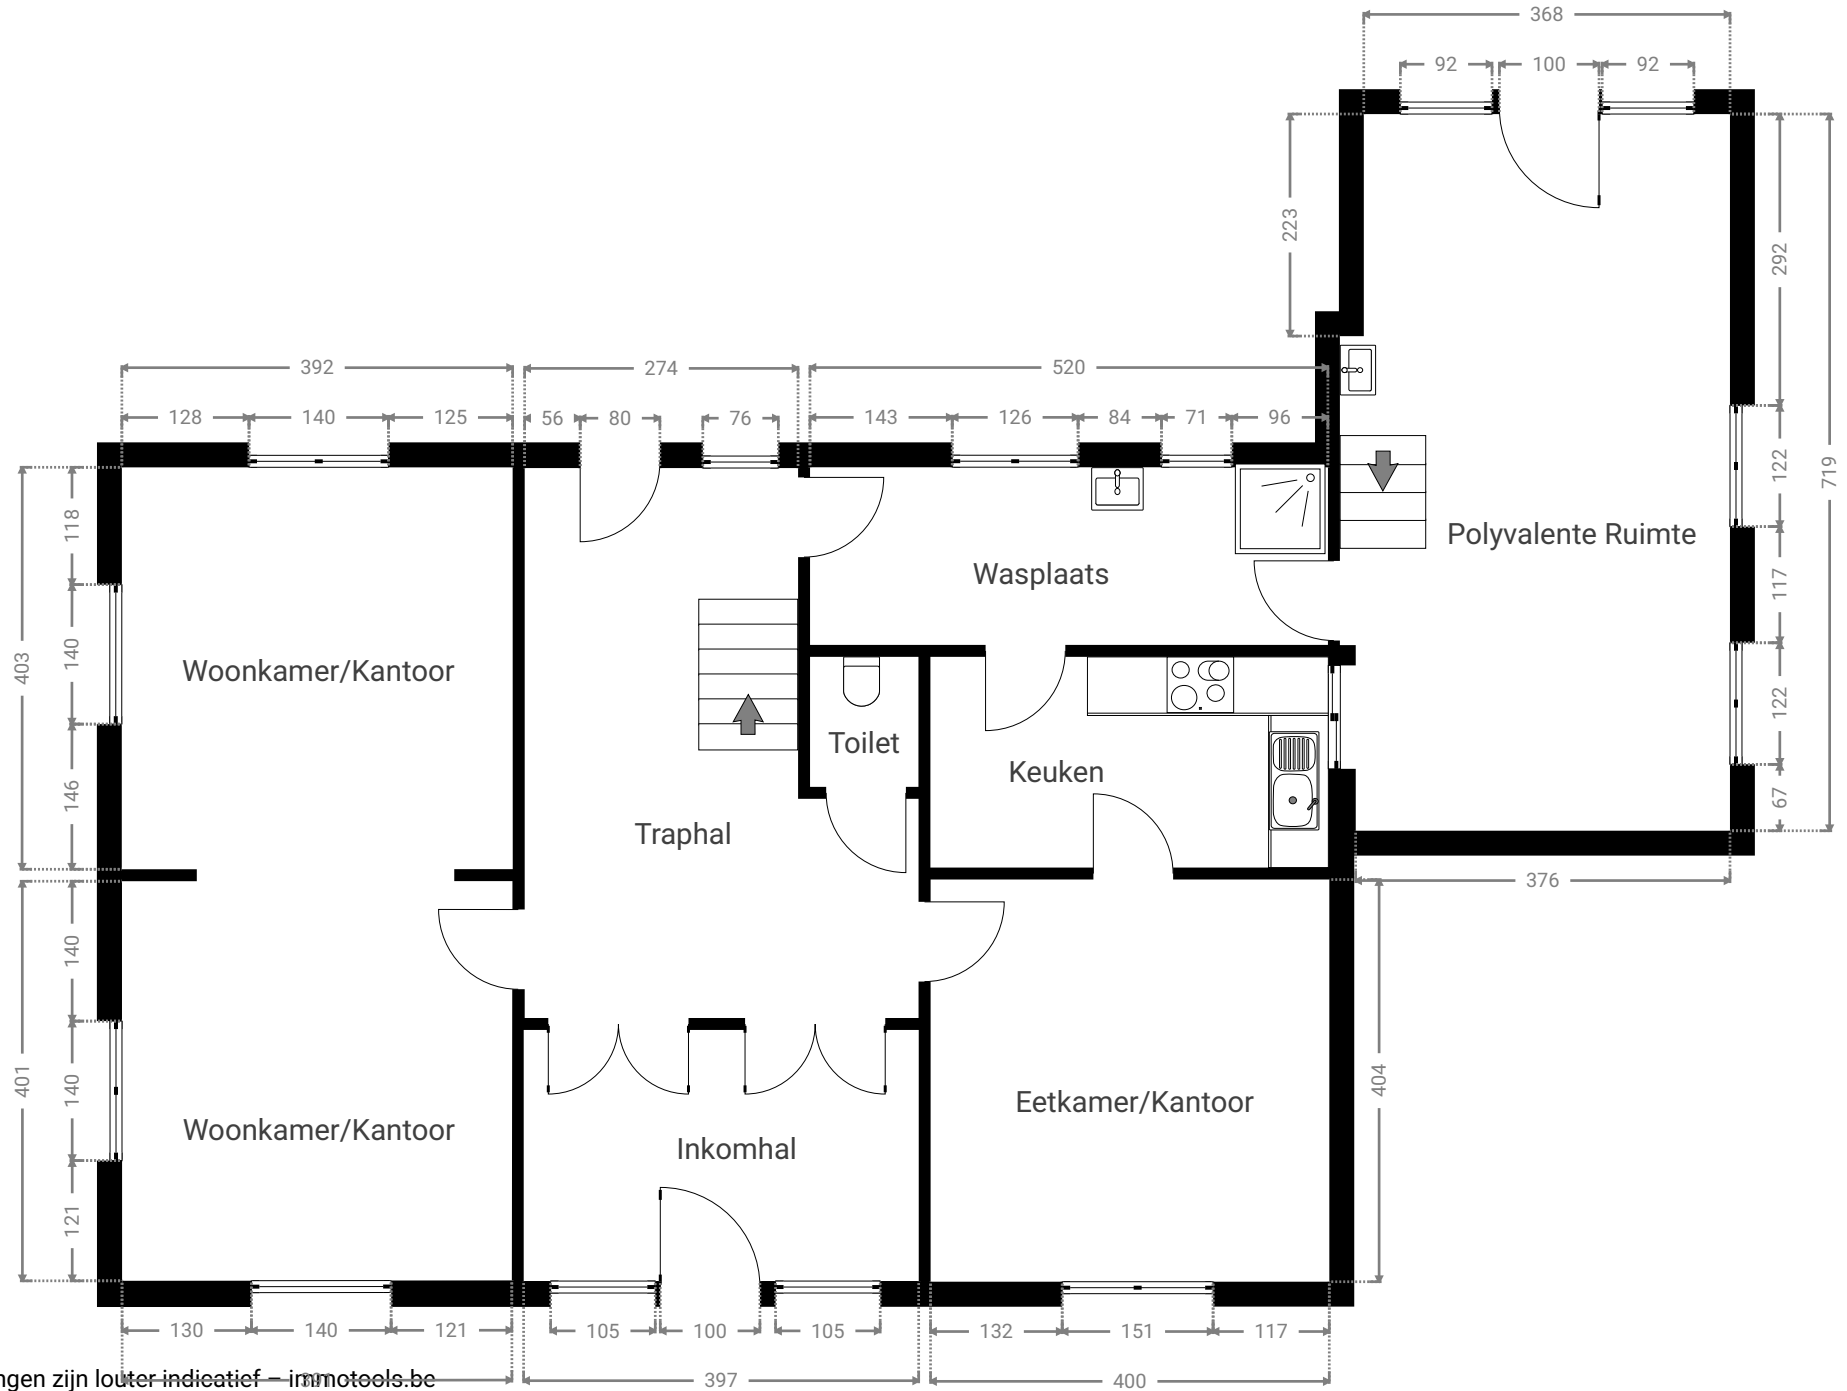 368
92 100 92
223
292
392 274 520
128 140 125 56 80 76 143 126 84 71 96
118
122
719
Polyvalente Ruimte
Wasplaats
117
403
140
Woonkamer/Kantoor
122
Toilet
Keuken
146
67
Traphal
376
140
401
140
404
Eetkamer/Kantoor
Woonkamer/Kantoor
Inkomhal
121
130 140 121 105 100 105 132 151 117
ngen zijn louter indicatief – immotools.be
397 400